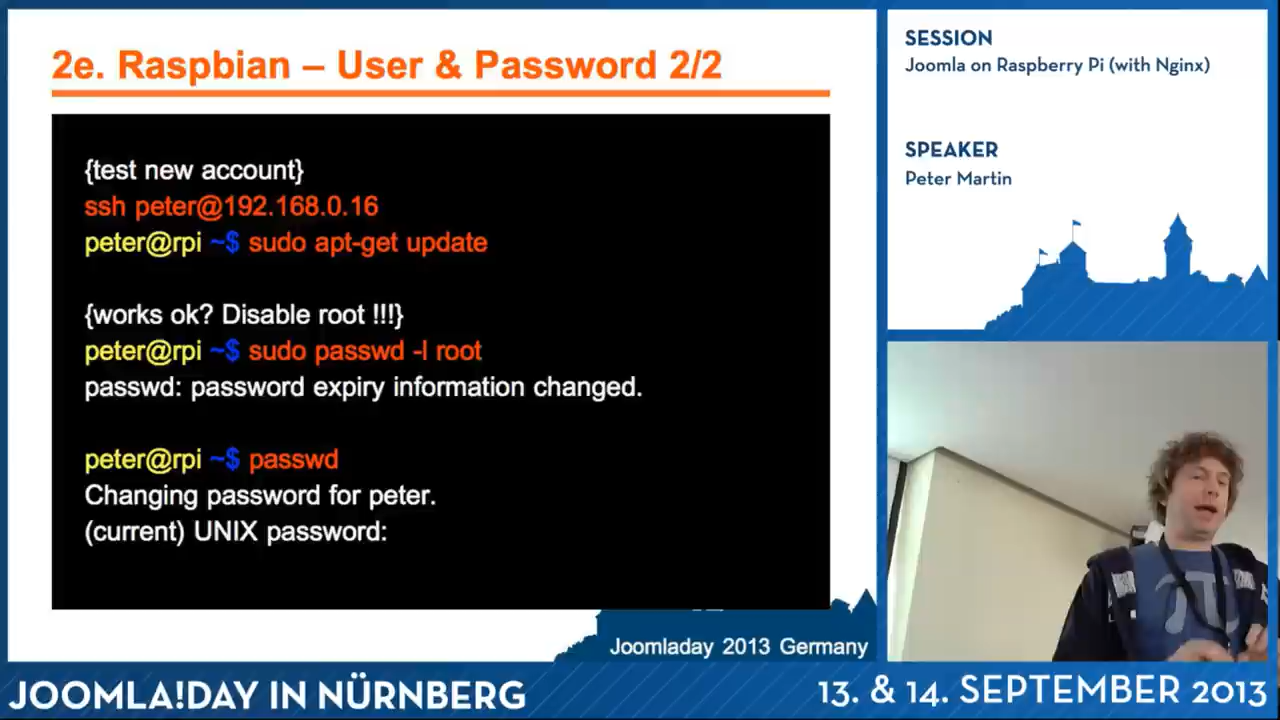 2e. Raspbian – User & Password 2/2
{test new account}
ssh peter@192.168.0.16
peter@rpi ~$ sudo apt-get update
{works ok? Disable root !!!}
peter@rpi ~$ sudo passwd -l root
passwd: password expiry information changed.
peter@rpi ~$ passwd
Changing password for peter.
(current) UNIX password:
Joomladay 2013 Germany
SESSION
Joomla on Raspberry Pi (with Nginx)
SPEAKER
Peter Martin
π
JOOMLA!DAY IN NÜRNBERG
13. & 14. SEPTEMBER 2013